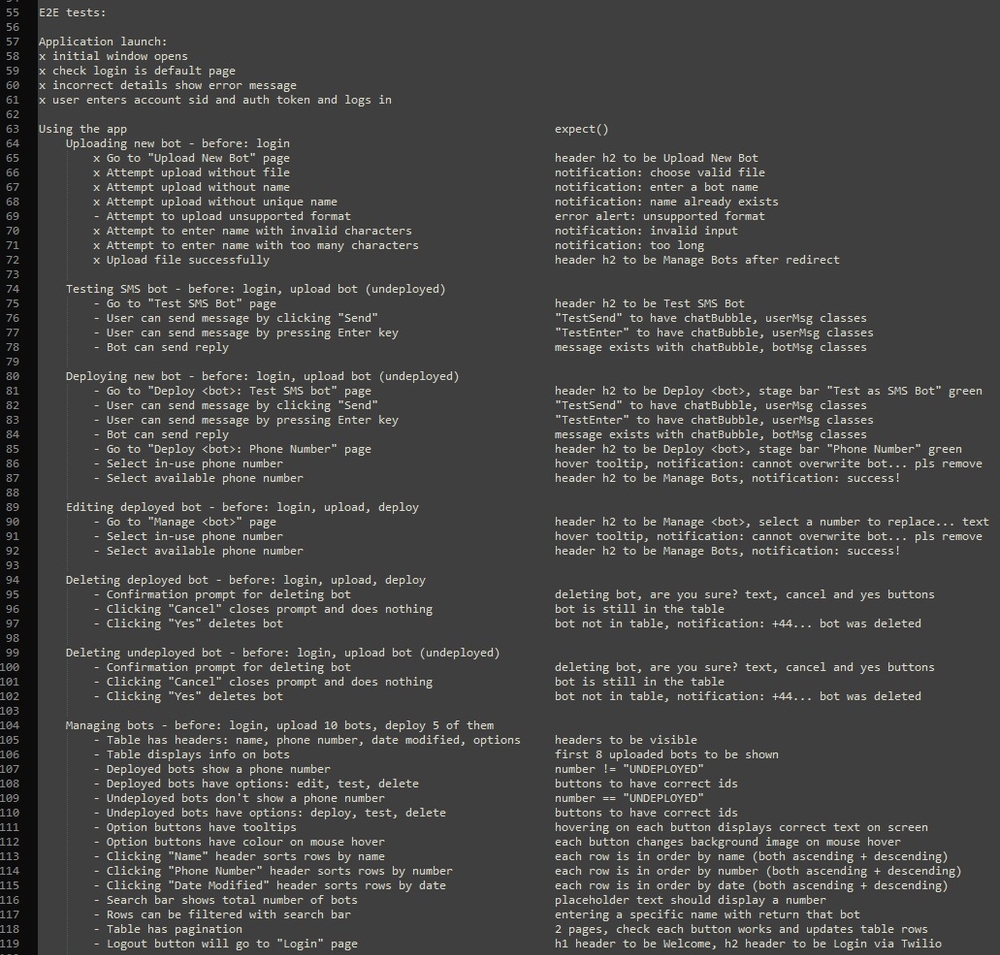 55 E2E tests:
56
57 Application launch:
58 x initial window opens
59 x check login is default page
60 x incorrect details show error message
61 x user enters account sid and auth token and logs in
62
63 Using the app expect()
64 Uploading new bot - before: login
65 x Go to "Upload New Bot" page header h2 to be Upload New Bot
66 x Attempt upload without file notification: choose valid file
67 x Attempt upload without name notification: enter a bot name
68 x Attempt upload without unique name notification: name already exists
69 - Attempt to upload unsupported format error alert: unsupported format
70 x Attempt to enter name with invalid characters notification: invalid input
71 x Attempt to enter name with too many characters notification: too long
72 x Upload file successfully header h2 to be Manage Bots after redirect
73
74 Testing SMS bot - before: login, upload bot (undeployed)
75 - Go to "Test SMS Bot" page header h2 to be Test SMS Bot
76 - User can send message by clicking "Send" "TestSend" to have chatBubble, userMsg classes
77 - User can send message by pressing Enter key "TestEnter" to have chatBubble, userMsg classes
78 - Bot can send reply message exists with chatBubble, botMsg classes
79
80 Deploying new bot - before: login, upload bot (undeployed)
81 - Go to "Deploy <bot>: Test SMS bot" page header h2 to be Deploy <bot>, stage bar "Test as SMS Bot" green
82 - User can send message by clicking "Send" "TestSend" to have chatBubble, userMsg classes
83 - User can send message by pressing Enter key "TestEnter" to have chatBubble, userMsg classes
84 - Bot can send reply message exists with chatBubble, botMsg classes
85 - Go to "Deploy <bot>: Phone Number" page header h2 to be Deploy <bot>, stage bar "Phone Number" green
86 - Select in-use phone number hover tooltip, notification: cannot overwrite bot... pls remove
87 - Select available phone number header h2 to be Manage Bots, notification: success!
88
89 Editing deployed bot - before: login, upload, deploy
90 - Go to "Manage <bot>" page header h2 to be Manage <bot>, select a number to replace... text
91 - Select in-use phone number hover tooltip, notification: cannot overwrite bot... pls remove
92 - Select available phone number header h2 to be Manage Bots, notification: success!
93
94 Deleting deployed bot - before: login, upload, deploy
95 - Confirmation prompt for deleting bot deleting bot, are you sure? text, cancel and yes buttons
96 - Clicking "Cancel" closes prompt and does nothing bot is still in the table
97 - Clicking "Yes" deletes bot bot not in table, notification: +44... bot was deleted
98
99 Deleting undeployed bot - before: login, upload bot (undeployed)
100 - Confirmation prompt for deleting bot deleting bot, are you sure? text, cancel and yes buttons
101 - Clicking "Cancel" closes prompt and does nothing bot is still in the table
102 - Clicking "Yes" deletes bot bot not in table, notification: +44... bot was deleted
103
104 Managing bots - before: login, upload 10 bots, deploy 5 of them
105 - Table has headers: name, phone number, date modified, options headers to be visible
106 - Table displays info on bots first 8 uploaded bots to be shown
107 - Deployed bots show a phone number number != "UNDEPLOYED"
108 - Deployed bots have options: edit, test, delete buttons to have correct ids
109 - Undeployed bots don't show a phone number number == "UNDEPLOYED"
110 - Undeployed bots have options: deploy, test, delete buttons to have correct ids
111 - Option buttons have tooltips hovering on each button displays correct text on screen
112 - Option buttons have colour on mouse hover each button changes background image on mouse hover
113 - Clicking "Name" header sorts rows by name each row is in order by name (both ascending + descending)
114 - Clicking "Phone Number" header sorts rows by number each row is in order by number (both ascending + descending)
115 - Clicking "Date Modified" header sorts rows by date each row is in order by date (both ascending + descending)
116 - Search bar shows total number of bots placeholder text should display a number
117 - Rows can be filtered with search bar entering a specific name with return that bot
118 - Table has pagination 2 pages, check each button works and updates table rows
119 - Logout button will go to "Login" page h1 header to be Welcome, h2 header to be Login via Twilio